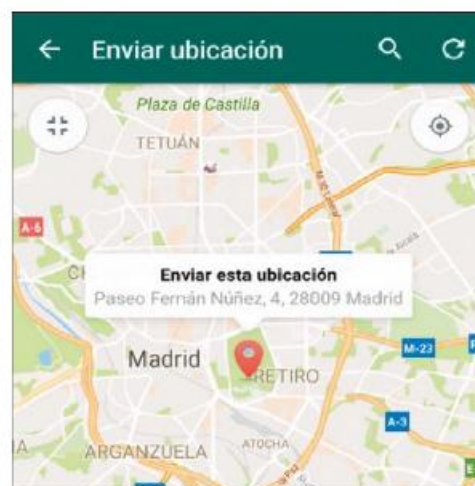 Enviar ubicación
Plaza de Castilla
TETUÁN
A-6
CH
Enviar esta ubicación
Paseo Fernán Núñez, 4, 28009 Madrid
Madrid
M-23
RETIRO
A-3
ARGANZUELA
ATOCHA